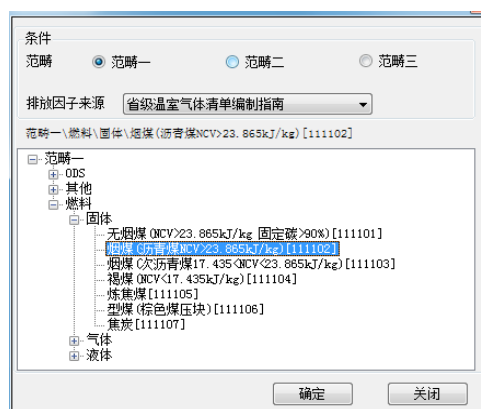 条件
范畴 范畴一 范畴二 范畴三
排放因子来源 省级温室气体清单编制指南
范畴一\燃料\固体\烟煤(沥青煤NCV>23.865kJ/kg)[111102]
范畴一
ODS
其他
燃料
固体
无烟煤(NCV>23.865kJ/kg 固定碳>90%)[111101]
烟煤(沥青煤NCV>23.865kJ/kg)[111102]
烟煤(次沥青煤17.435<NCV<23.865kJ/kg)[111103]
褐煤(NCV<17.435kJ/kg)[111104]
炼焦煤[111105]
型煤(棕色煤压块)[111106]
焦炭[111107]
气体
液体
确定 关闭